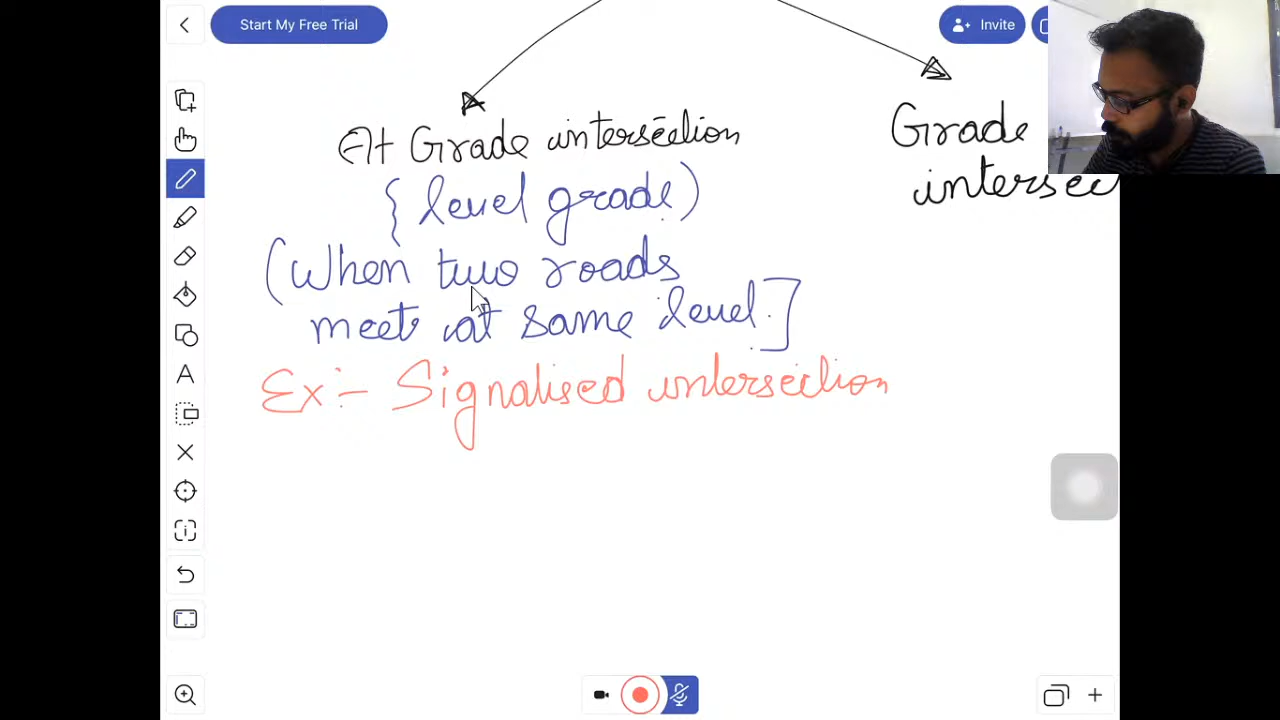 Start My Free Trial
Invite
At Grade intersection
{ level grade)
Grade
intersec
(When two roads
meet at same level.]
Ex:- Signalised intersection
A